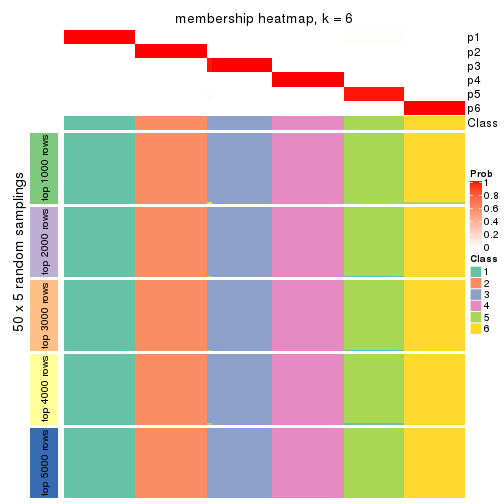 membership heatmap, k = 6
p1
p2
p3
p4
p5
p6
Class
50 x 5 random samplings
top 1000 rows
top 2000 rows
top 3000 rows
top 4000 rows
top 5000 rows
Prob
1
0.8
0.6
0.4
0.2
0
Class
1
2
3
4
5
6